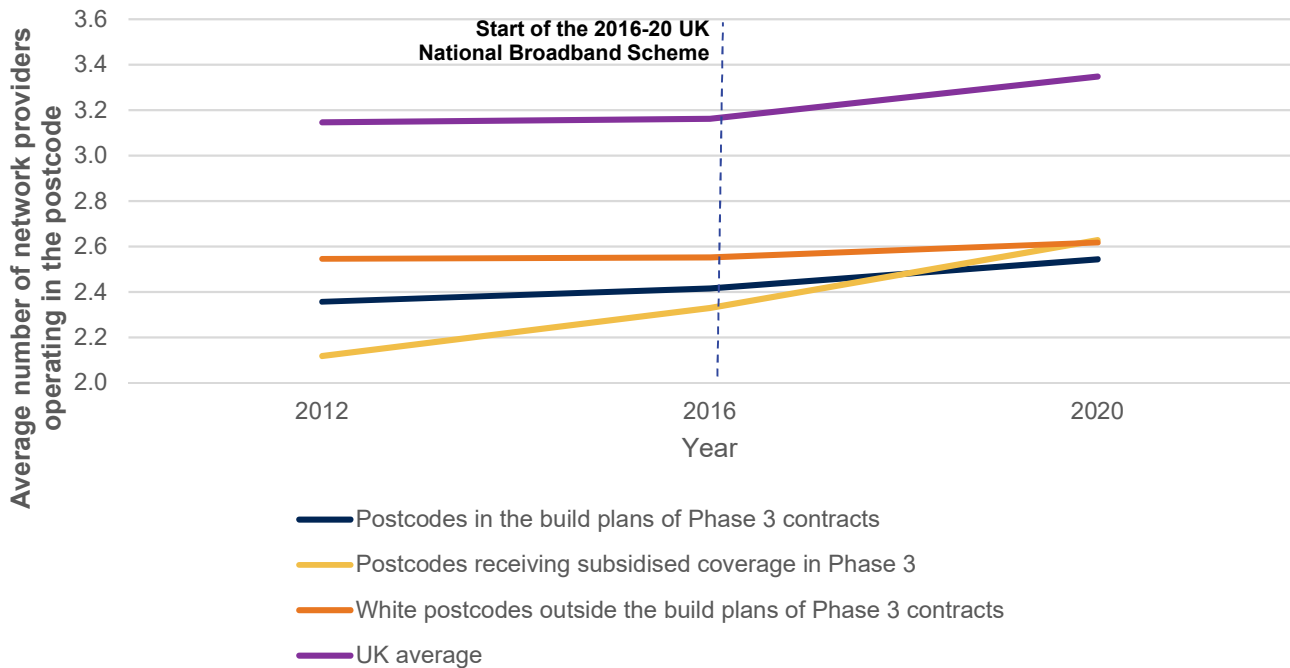 Average number of network providers
operating in the postcode
3.6
3.4
3.2
3.0
2.8
2.6
2.4
2.2
2.0
Start of the 2016-20 UK
National Broadband Scheme
2012
2016
2020
Year
Postcodes in the build plans of Phase 3 contracts
Postcodes receiving subsidised coverage in Phase 3
White postcodes outside the build plans of Phase 3 contracts
UK average